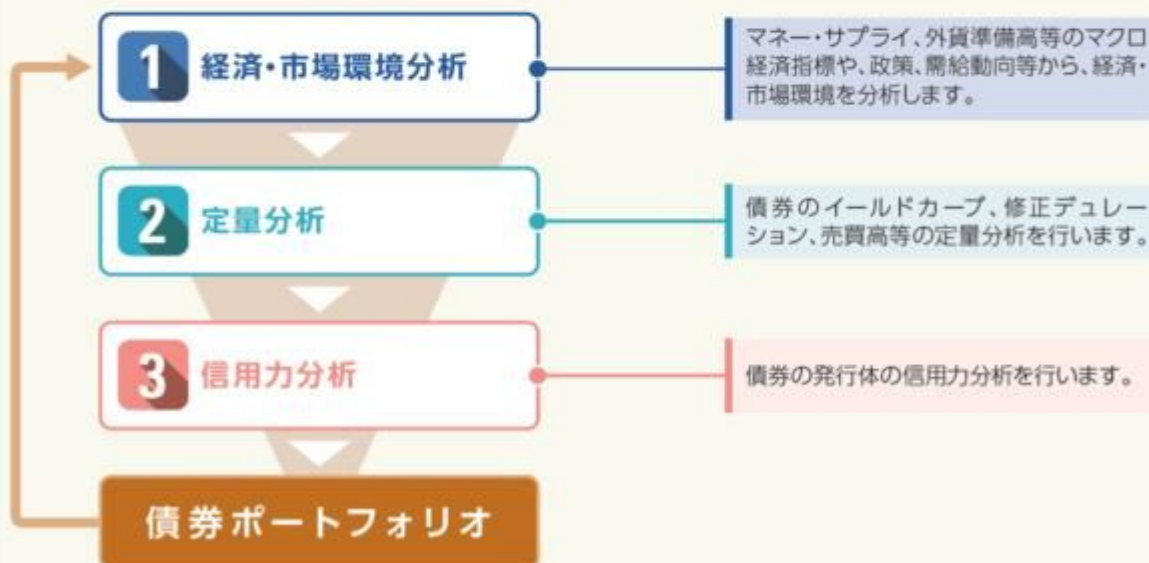 1 経済・市場環境分析
マネー・サプライ、外貨準備高等のマクロ
経済指標や、政策、需給動向等から、経済・
市場環境を分析します。
2 定量分析
債券のイールドカーブ、修正デュレー
ション、売買高等の定量分析を行います。
3 信用力分析
債券の発行体の信用力分析を行います。
債券ポートフォリオ